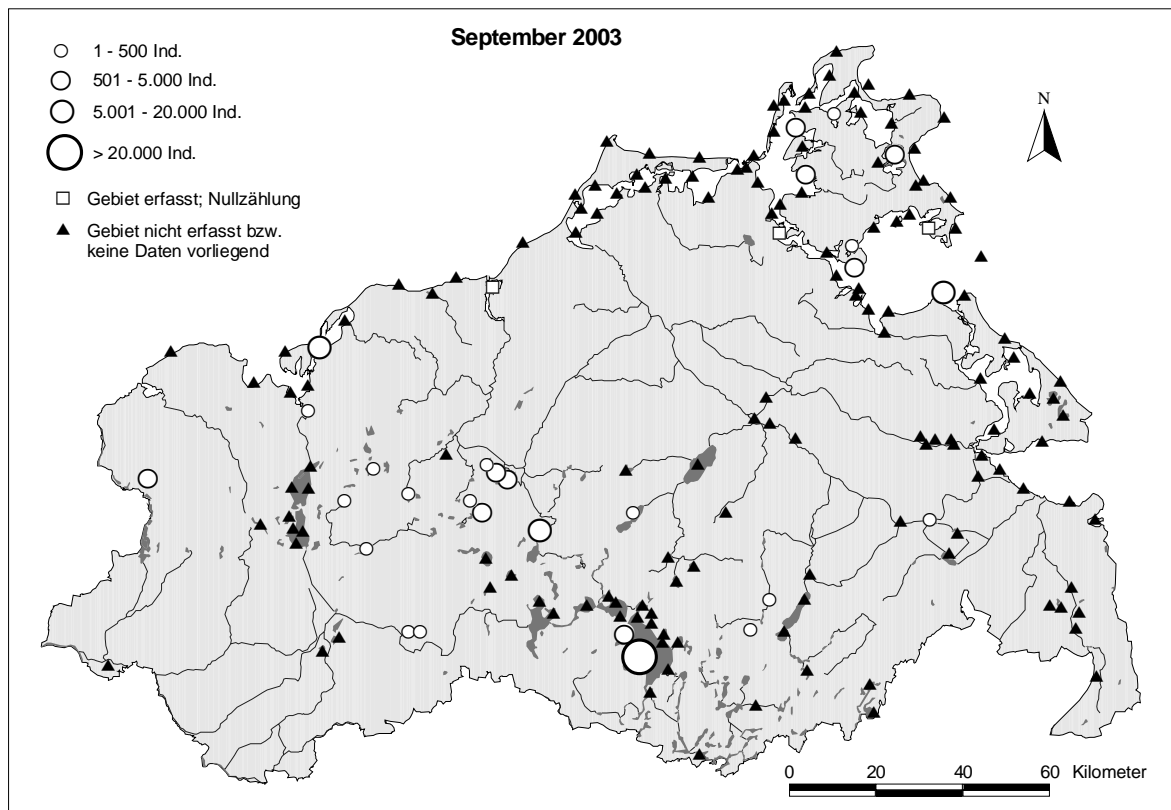 September 2003
1 - 500 Ind.
501 - 5.000 Ind.
5.001 - 20.000 Ind.
> 20.000 Ind.
Gebiet erfasst; Nullzählung
Gebiet nicht erfasst bzw.
keine Daten vorliegend
N
0 20 40 60 Kilometer